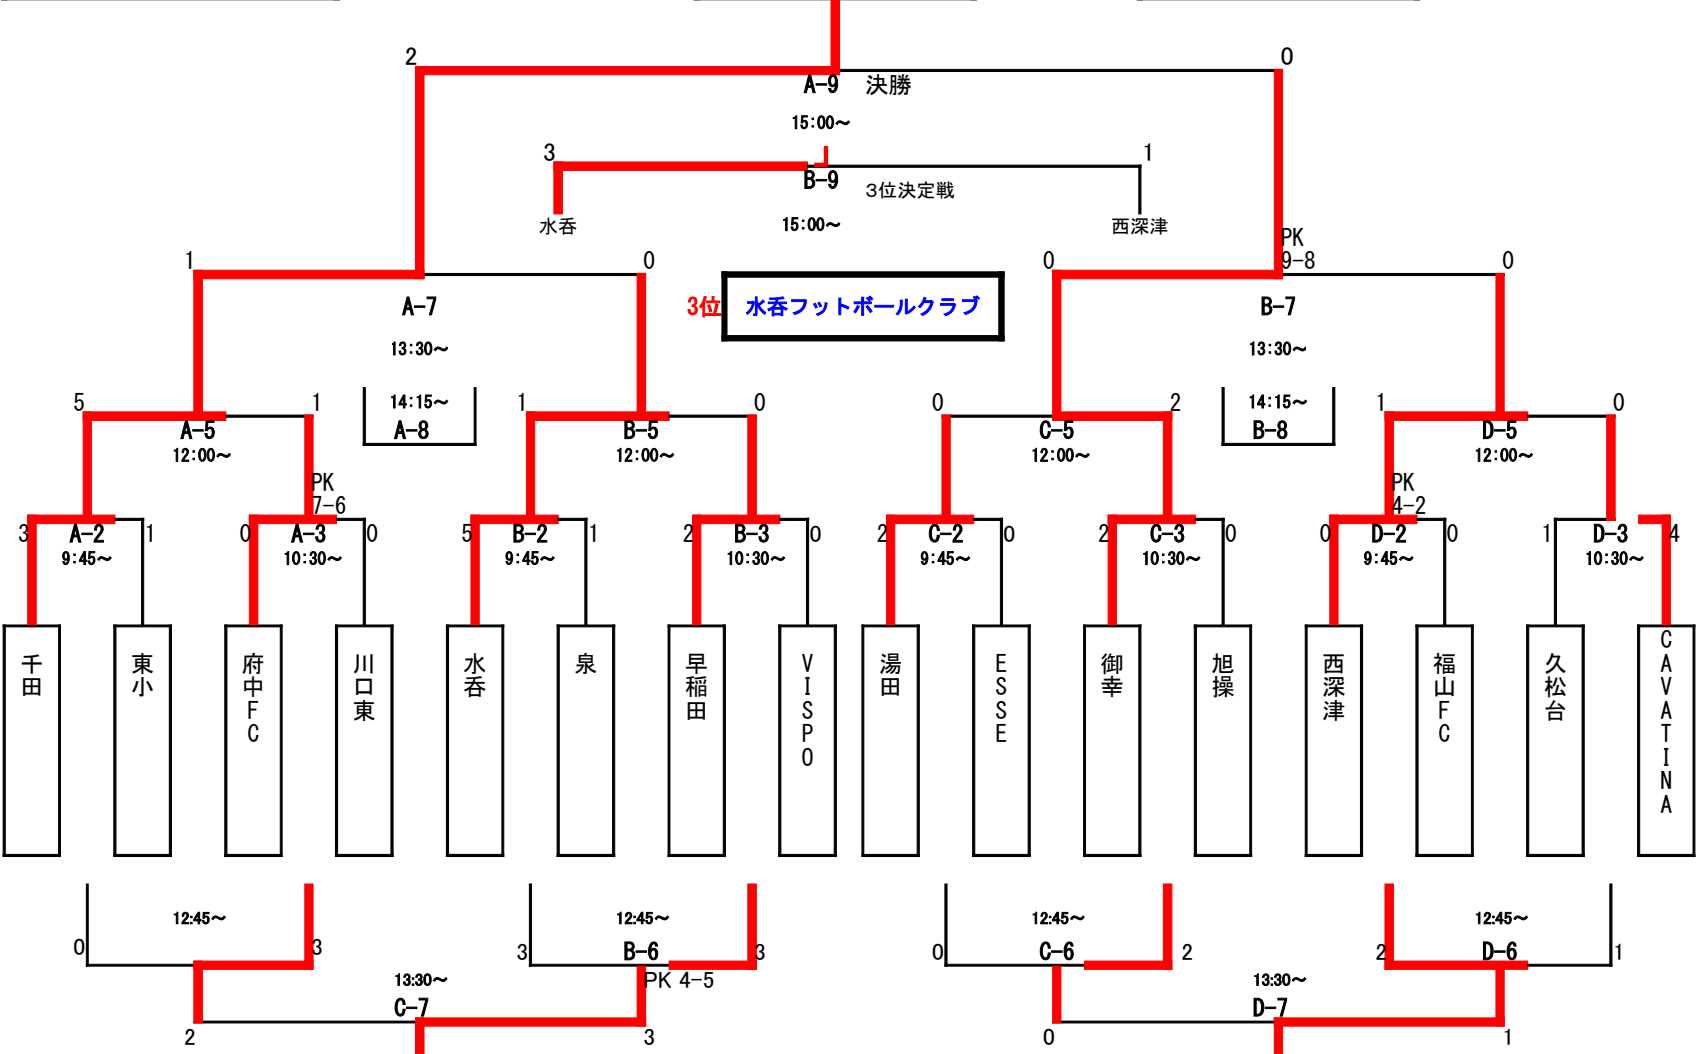 2 0
A-9 決勝
15:00～
3 1
B-9 3位決定戦
水呑 15:00～ 西深津
PK
1 0 0 9-8 0
3位 水呑フットボールクラブ
A-7 B-7
13:30～ 13:30～
5 1 14:15～ 1 0 0 2 14:15～ 1 0
A-5 A-8 B-5 C-5 B-8 D-5
12:00～ 12:00～ 12:00～ 12:00～
PK PK
7-6 4-2
3 A-2 1 0 A-3 0 5 B-2 1 2 B-3 0 2 C-2 0 2 C-3 0 0 D-2 0 1 D-3 4
9:45～ 10:30～ 9:45～ 10:30～ 9:45～ 10:30～ 9:45～ 10:30～
千田
東小
府中FC
川口東
水呑
泉
早稲田
VISPO
湯田
ESSE
御幸
旭操
西深津
福山FC
久松台
CAVATINA
12:45～ 12:45～ 12:45～ 12:45～
0 3 3 B-6 3 0 C-6 2 2 D-6 1
13:30～ PK 4-5 13:30～
C-7 D-7
2 3 0 1